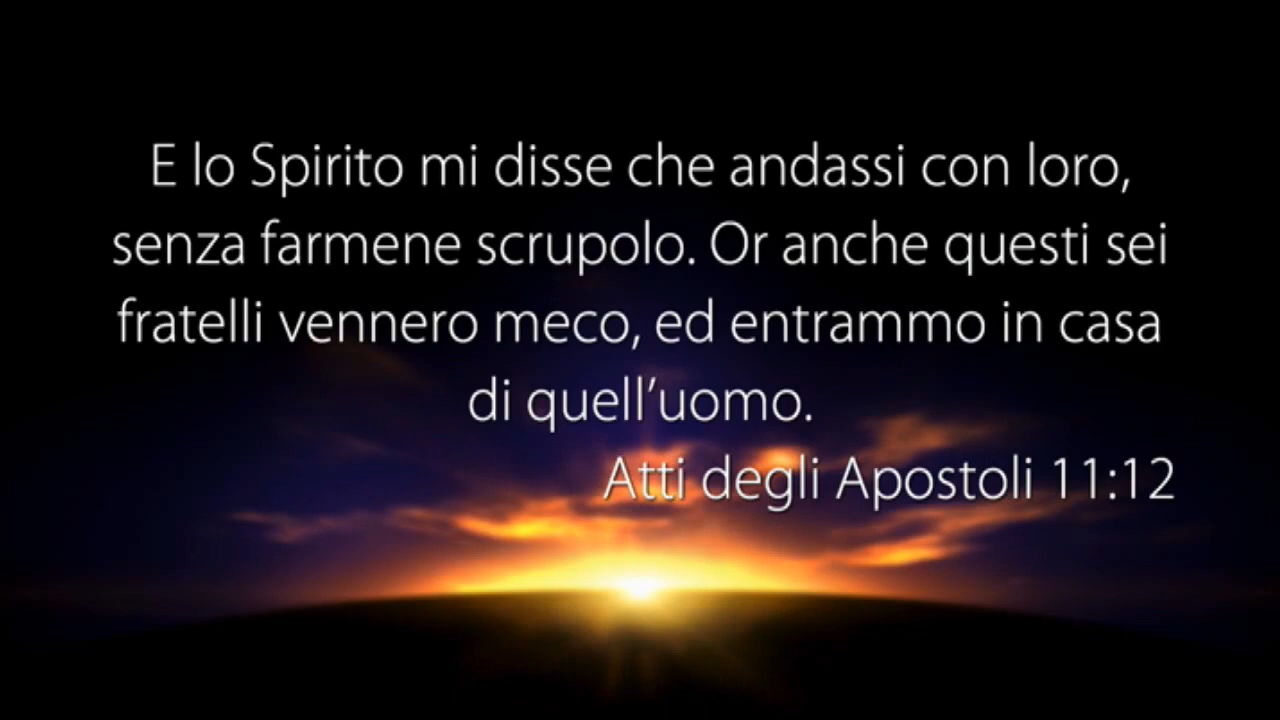 E lo Spirito mi disse che andassi con loro,
senza farmene scrupolo. Or anche questi sei
fratelli vennero meco, ed entrammo in casa
di quell’uomo.
Atti degli Apostoli 11:12